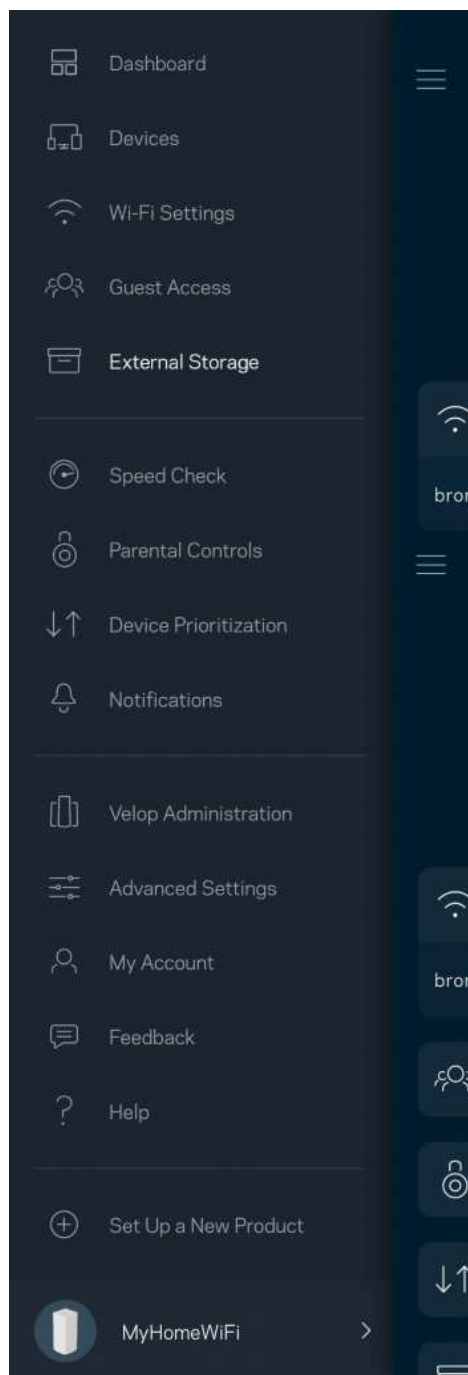 Dashboard
Devices
Wi-Fi Settings
Guest Access
External Storage
Speed Check
Parental Controls
Device Prioritization
Notifications
Velop Administration
Advanced Settings
My Account
Feedback
? Help
Set Up a New Product
MyHomeWiFi